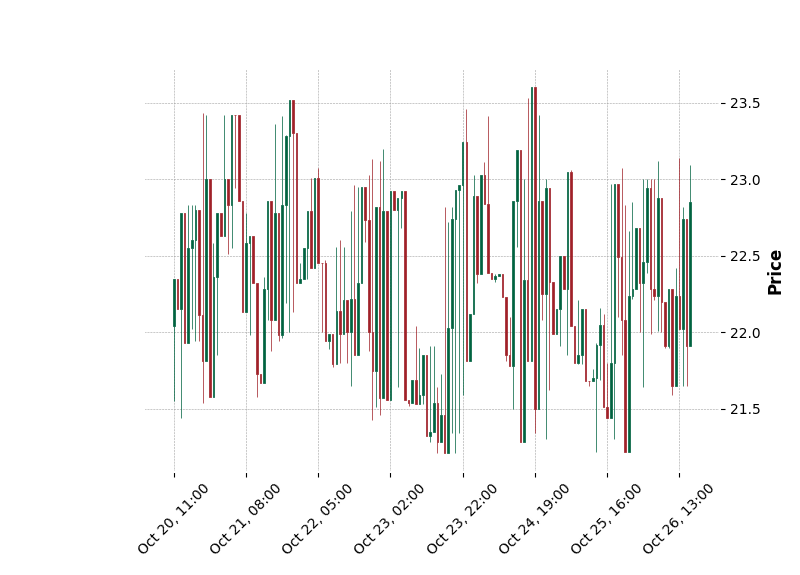 23.5
23.0
22.5
22.0
21.5
Price
Oct 20, 11:00
Oct 21, 08:00
Oct 22, 05:00
Oct 23, 02:00
Oct 23, 22:00
Oct 24, 19:00
Oct 25, 16:00
Oct 26, 13:00